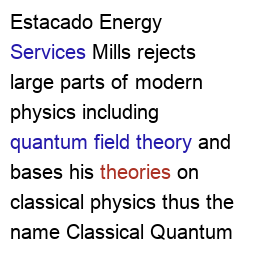 Estacado Energy
Services Mills rejects
large parts of modern
physics including
quantum field theory and
bases his theories on
classical physics thus the
name Classical Quantum